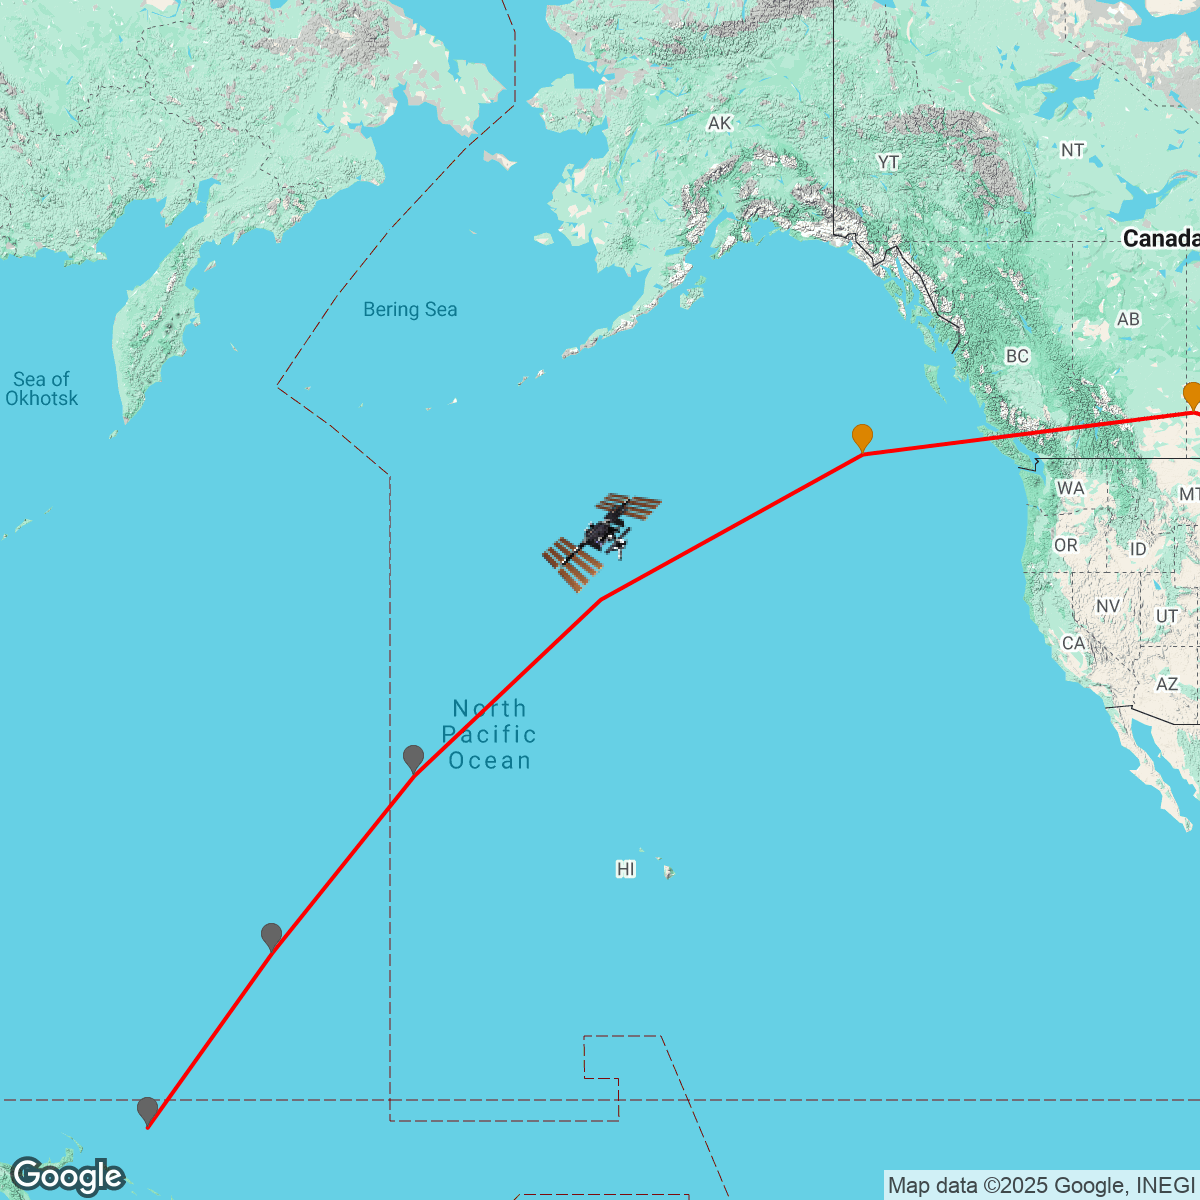 AK
YT
NT
Canada
Bering Sea
AB
BC
Sea of
Okhotsk
WA
MT
OR
ID
NV
UT
CA
AZ
North
Pacific
Ocean
HI
Google
Map data ©2025 Google, INEGI